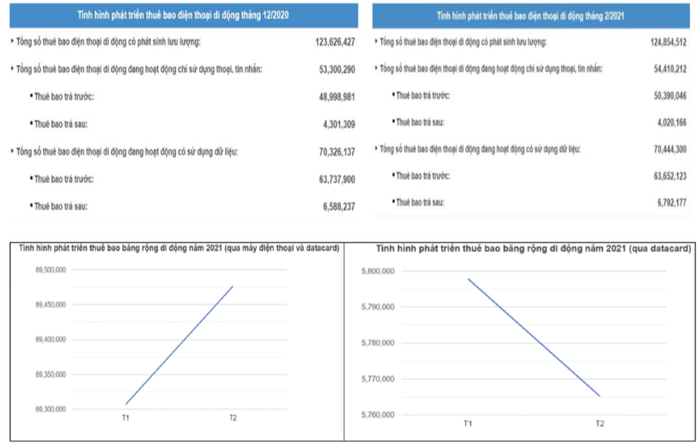 Tình hình phát triển thuê bao điện thoại di động tháng 12/2020
Tổng số thuê bao điện thoại di động có phát sinh lưu lượng: 123,626,427
Tổng số thuê bao điện thoại di động đang hoạt động chỉ sử dụng thoại, tin nhắn: 53,300,290
Thuê bao trả trước: 48,998,981
Thuê bao trả sau: 4,301,309
Tổng số thuê bao điện thoại di động đang hoạt động có sử dụng dữ liệu: 70,326,137
Thuê bao trả trước: 63,737,900
Thuê bao trả sau: 6,588,237
Tình hình phát triển thuê bao điện thoại di động tháng 2/2021
Tổng số thuê bao điện thoại di động có phát sinh lưu lượng: 124,854,512
Tổng số thuê bao điện thoại di động đang hoạt động chỉ sử dụng thoại, tin nhắn: 54,410,212
Thuê bao trả trước: 50,390,046
Thuê bao trả sau: 4,020,166
Tổng số thuê bao điện thoại di động đang hoạt động có sử dụng dữ liệu: 70,444,300
Thuê bao trả trước: 63,652,123
Thuê bao trả sau: 6,792,177
Tình hình phát triển thuê bao băng rộng di động năm 2021 (qua máy điện thoại và datacard)
69,500,000
69,450,000
69,400,000
69,350,000
69,300,000
T1 T2
Tình hình phát triển thuê bao băng rộng di động năm 2021 (qua datacard)
5,800,000
5,790,000
5,780,000
5,770,000
5,760,000
T1 T2